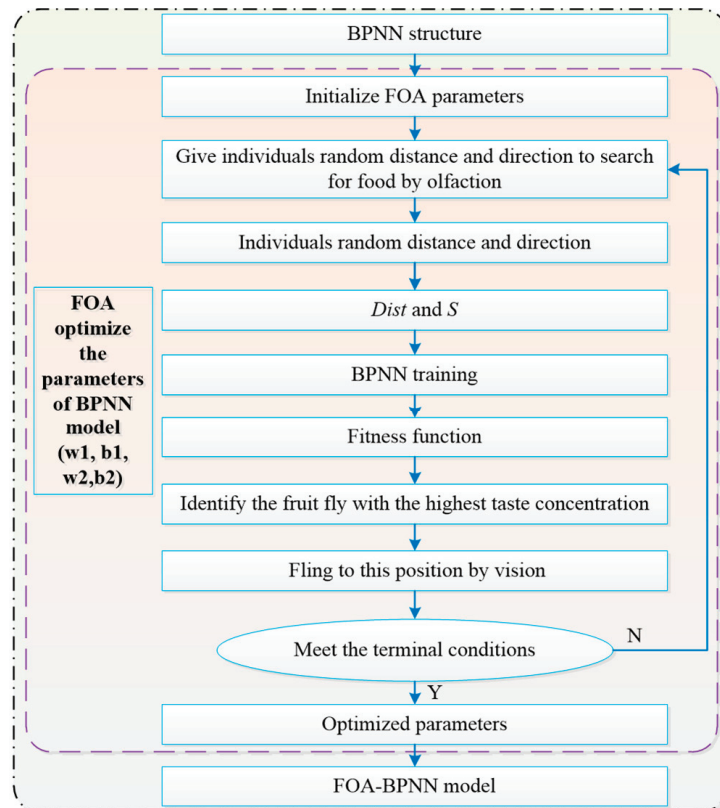 BPNN structure
Initialize FOA parameters
Give individuals random distance and direction to search
for food by olfaction
Individuals random distance and direction
Dist and S
FOA
optimize
the
parameters
of BPNN
model
(w1, b1,
w2,b2)
BPNN training
Fitness function
Identify the fruit fly with the highest taste concentration
Fling to this position by vision
Meet the terminal conditions
N
Y
Optimized parameters
FOA-BPNN model